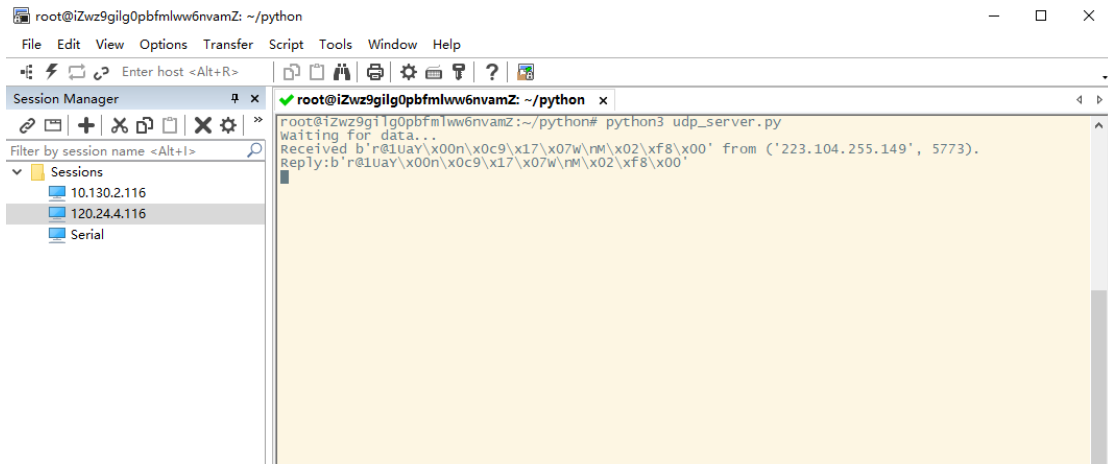 root@iZwz9gilg0pbfmlww6nvamZ: ~/python
File Edit View Options Transfer Script Tools Window Help
Enter host <Alt+R>
Session Manager
root@iZwz9gilg0pbfmlww6nvamZ: ~/python
Filter by session name <Alt+I>
Sessions
10.130.2.116
120.24.4.116
Serial
root@iZwz9gilg0pbfmlww6nvamZ:~/python# python3 udp_server.py
Waiting for data...
Received b'r@1UaY\x00n\x0c9\x17\x07W\nM\x02\xf8\x00' from ('223.104.255.149', 5773).
Reply:b'r@1UaY\x00n\x0c9\x17\x07W\nM\x02\xf8\x00'